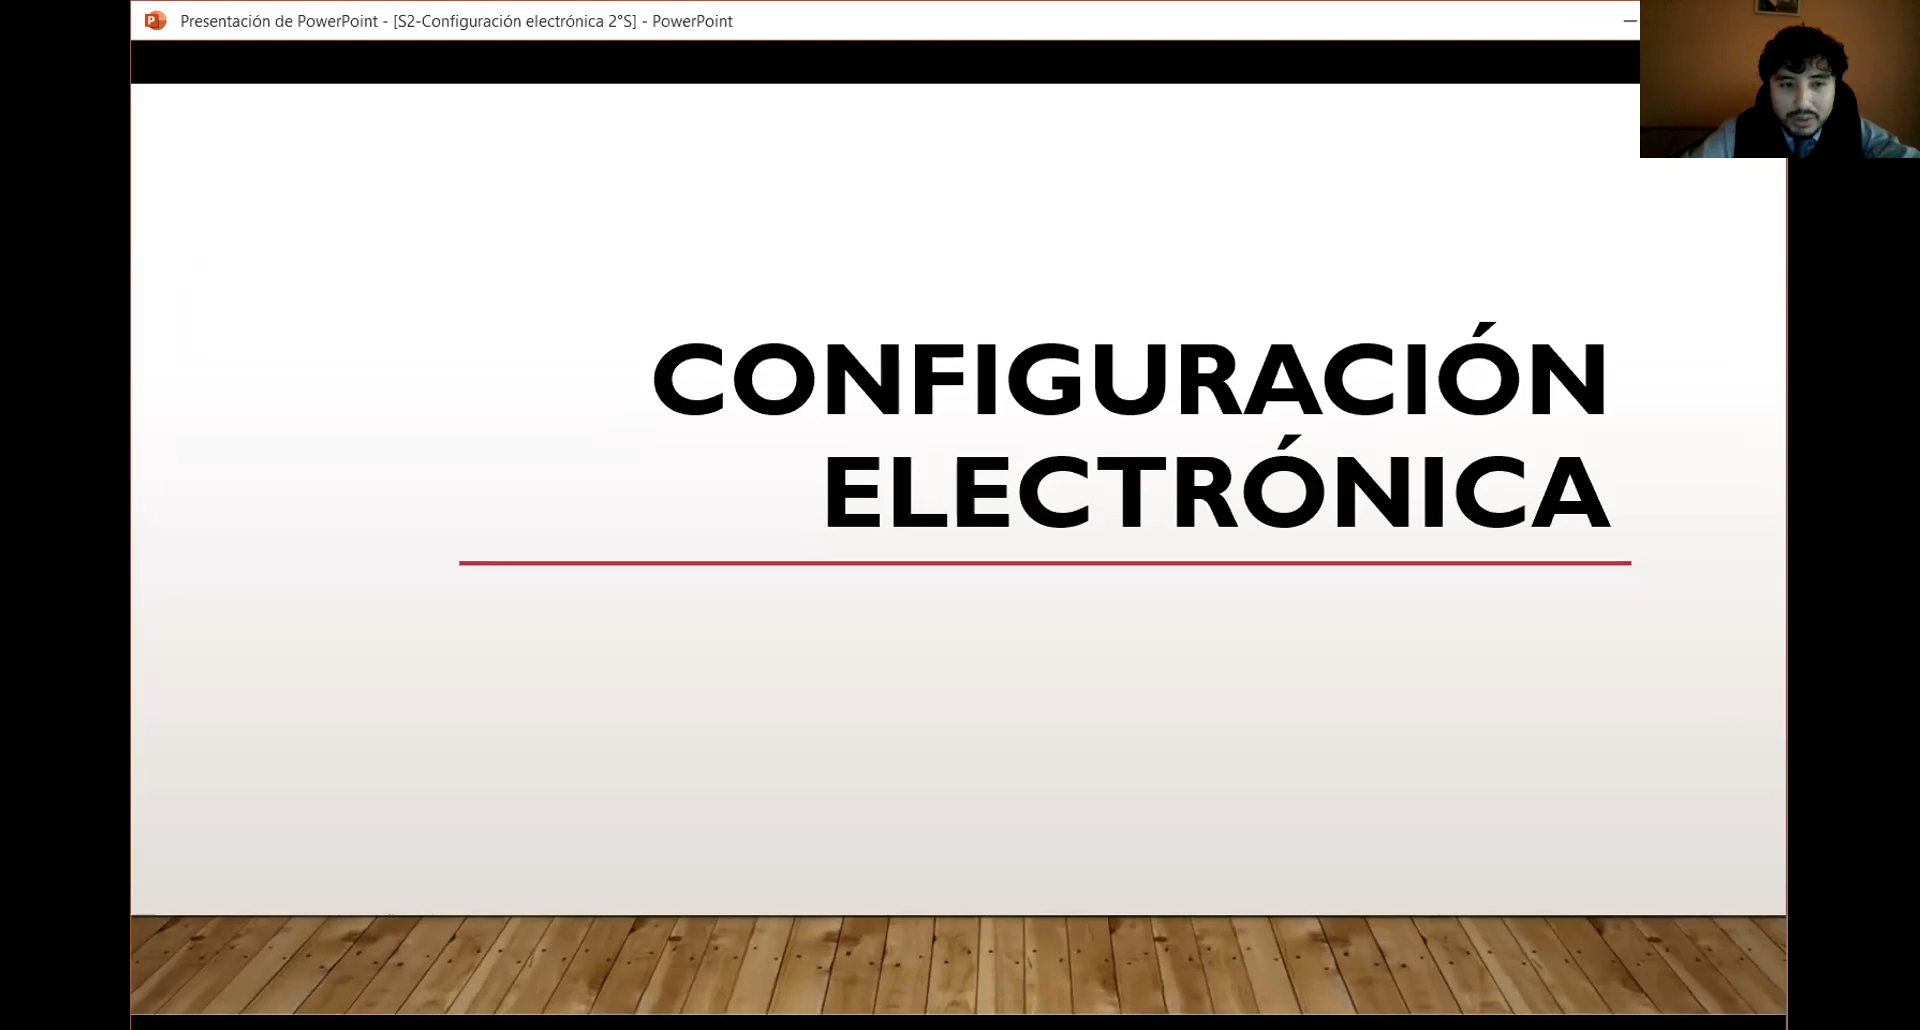 Presentación de PowerPoint - [S2-Configuración electrónica 2°S] - PowerPoint
CONFIGURACIÓN
ELECTRÓNICA